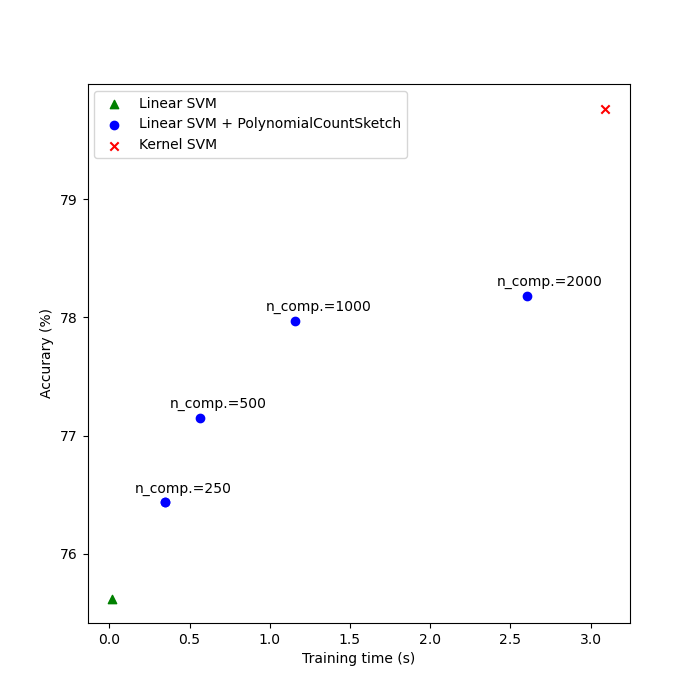 Linear SVM
Linear SVM + PolynomialCountSketch
Kernel SVM
79
n_comp.=2000
n_comp.=1000
78
Accurary (%)
n_comp.=500
77
n_comp.=250
76
0.0 0.5 1.0 1.5 2.0 2.5 3.0
Training time (s)